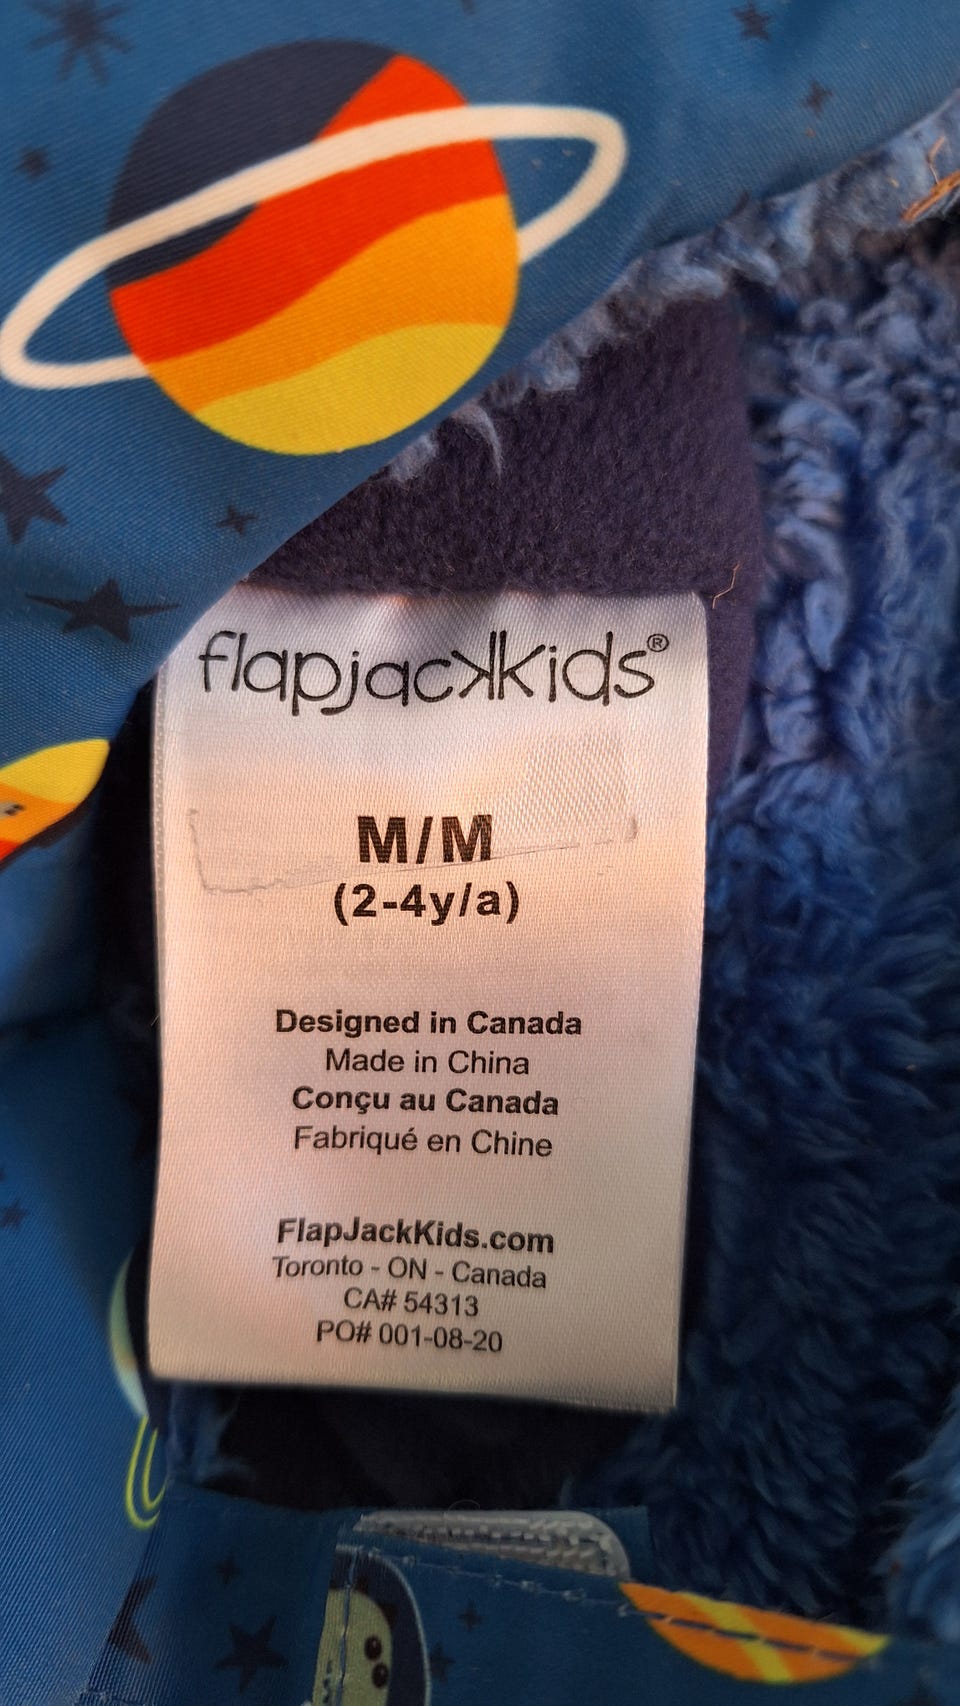 flapjackkids®
M/M
(2-4y/a)
Designed in Canada
Made in China
Conçu au Canada
Fabriqué en Chine
FlapJackKids.com
Toronto - ON - Canada
CA# 54313
PO# 001-08-20